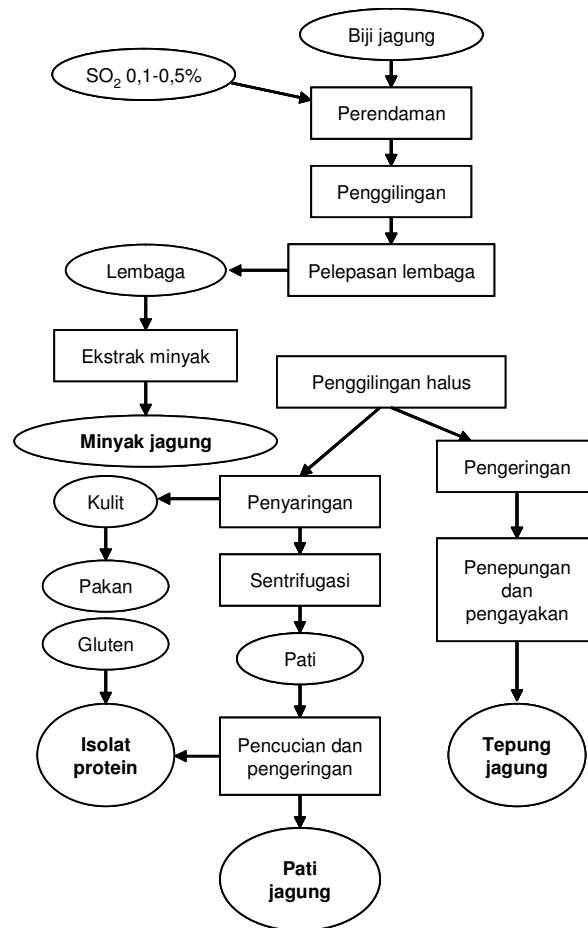 Biji jagung
SO2 0,1-0,5%
Perendaman
Penggilingan
Lembaga
Pelepasan lembaga
Ekstrak minyak
Penggilingan halus
Minyak jagung
Pengeringan
Kulit
Penyaringan
Pakan
Sentrifugasi
Penepungan
dan
pengayakan
Gluten
Pati
Isolat
protein
Pencucian dan
pengeringan
Tepung
jagung
Pati
jagung